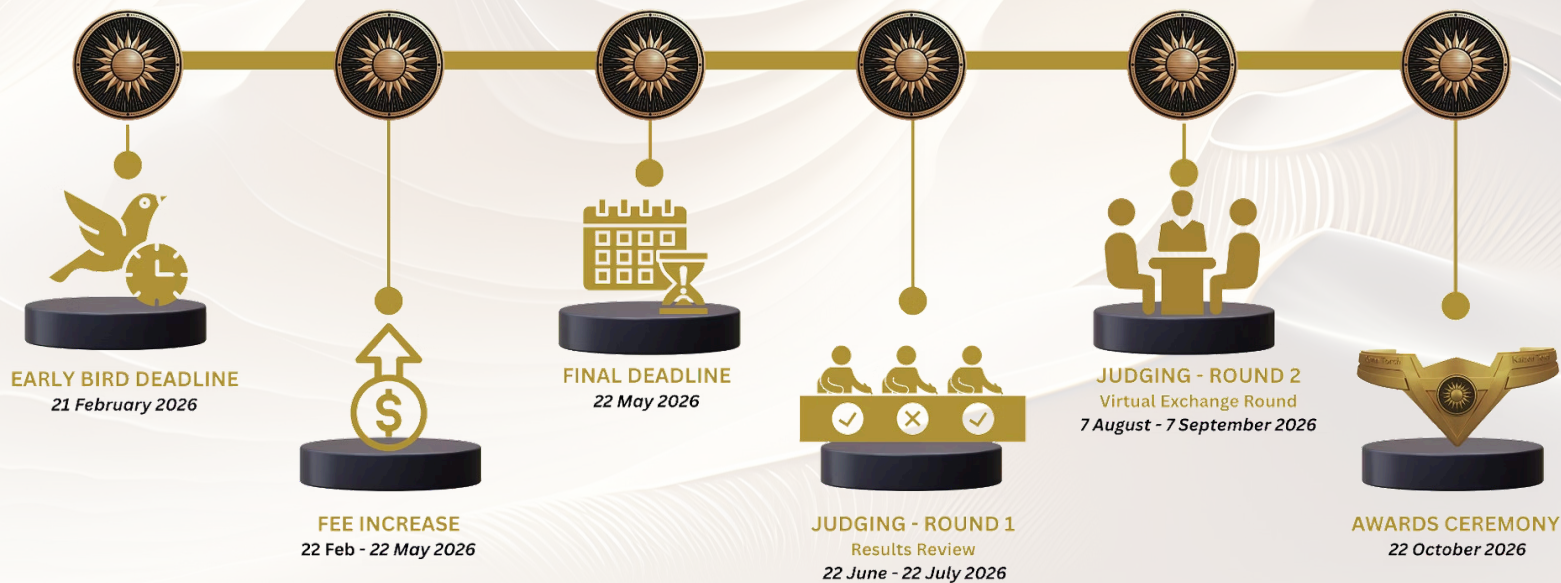 EARLY BIRD DEADLINE
21 February 2026
FEE INCREASE
22 Feb - 22 May 2026
FINAL DEADLINE
22 May 2026
JUDGING - ROUND 1
Results Review
22 June - 22 July 2026
JUDGING - ROUND 2
Virtual Exchange Round
7 August - 7 September 2026
AWARDS CEREMONY
22 October 2026